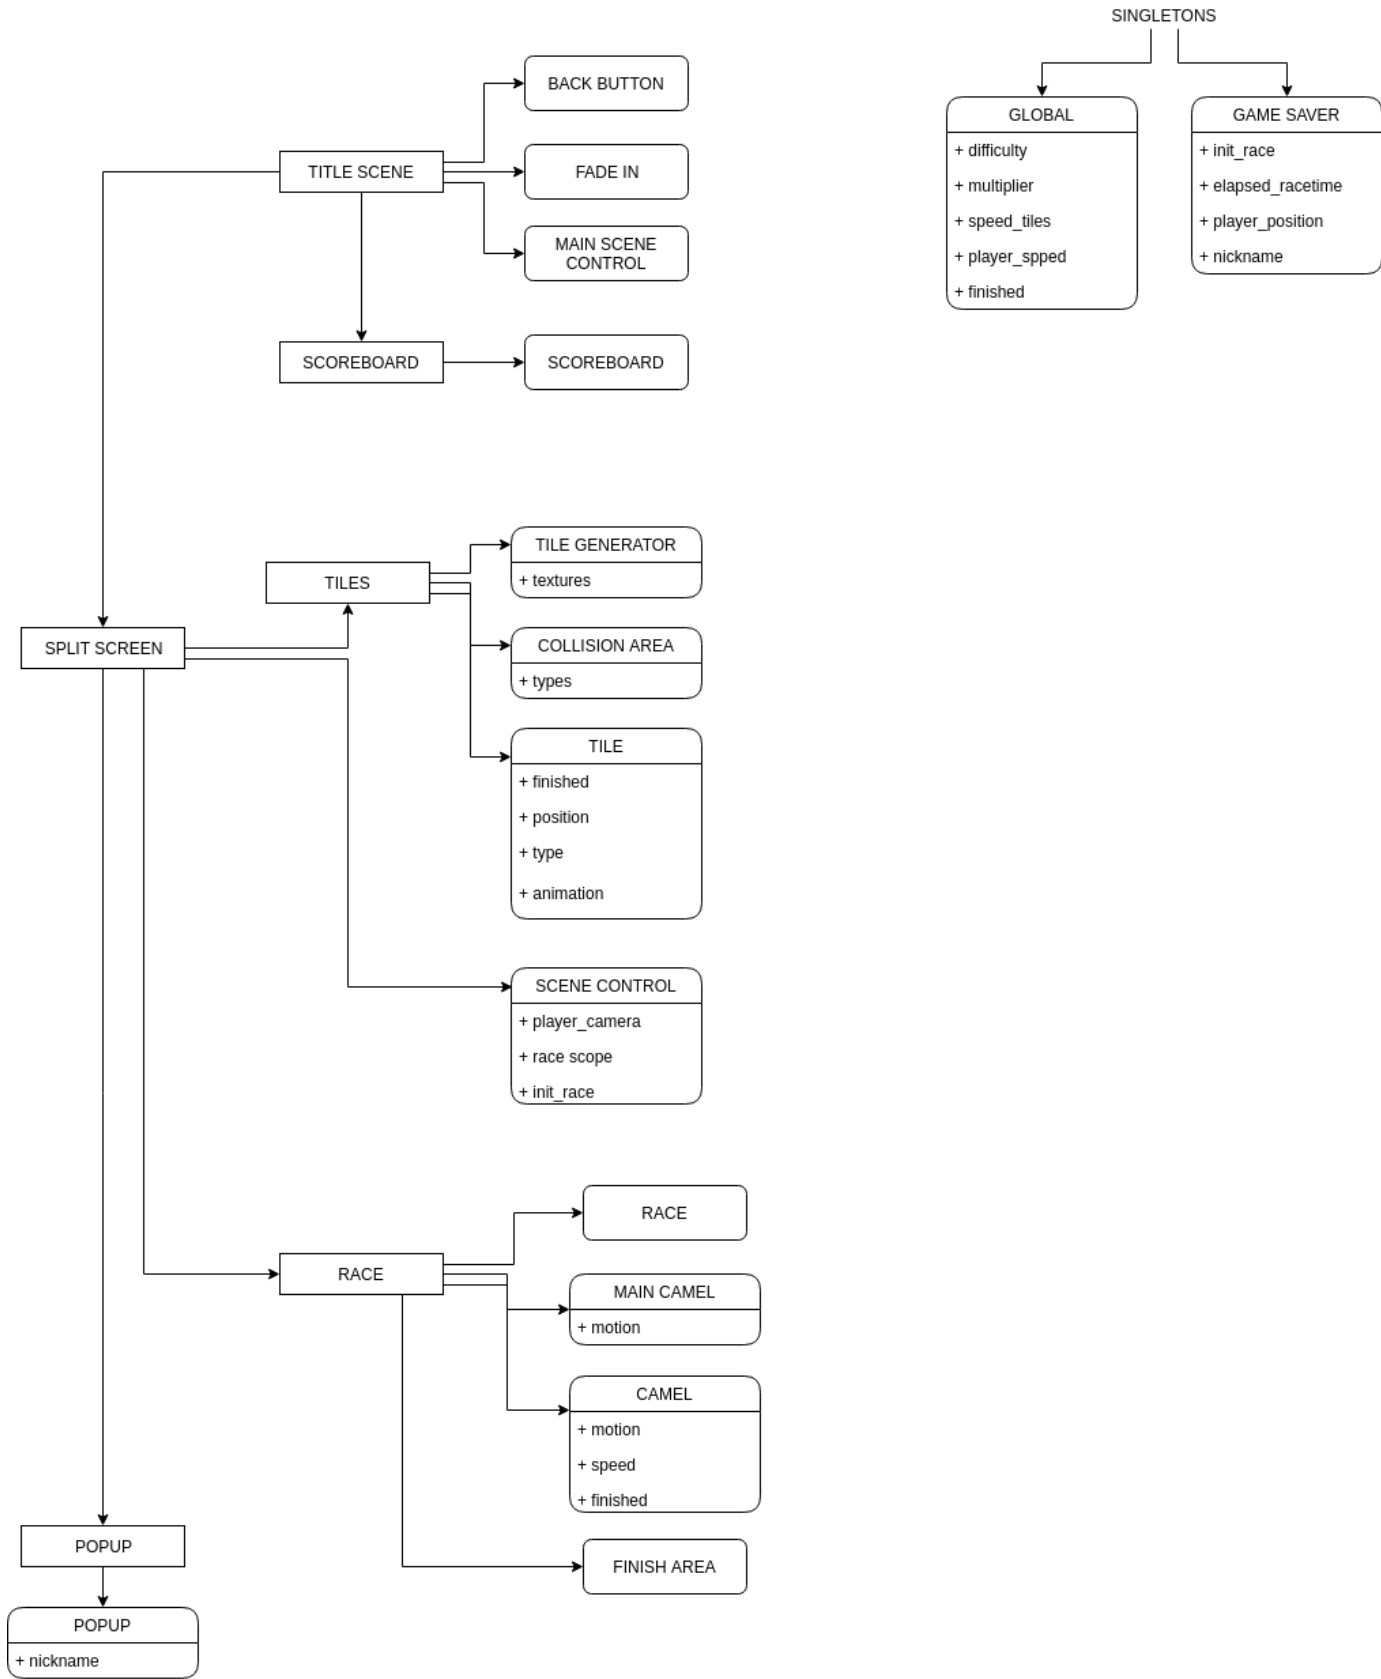 SINGLETONS
GLOBAL
+ difficulty
+ multiplier
+ speed_tiles
+ player_spped
+ finished
GAME SAVER
+ init_race
+ elapsed_racetime
+ player_position
+ nickname
TITLE SCENE
BACK BUTTON
FADE IN
MAIN SCENE
CONTROL
SCOREBOARD
SCOREBOARD
SPLIT SCREEN
TILES
TILE GENERATOR
+ textures
COLLISION AREA
+ types
TILE
+ finished
+ position
+ type
+ animation
SCENE CONTROL
+ player_camera
+ race scope
+ init_race
RACE
RACE
MAIN CAMEL
+ motion
CAMEL
+ motion
+ speed
+ finished
FINISH AREA
POPUP
POPUP
+ nickname